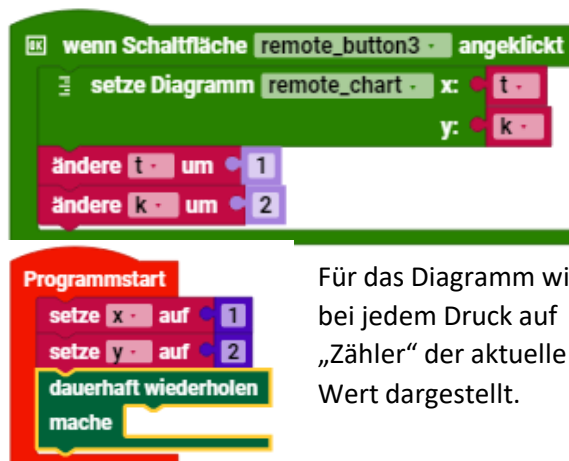 wenn Schaltfläche remote_button3 angeklickt
setze Diagramm remote_chart x: t
y: k
ändere t um 1
ändere k um 2
Programmstart
setze x auf 1
setze y auf 2
dauerhaft wiederholen
mache
Für das Diagramm wi
bei jedem Druck auf
„Zähler“ der aktuelle
Wert dargestellt.